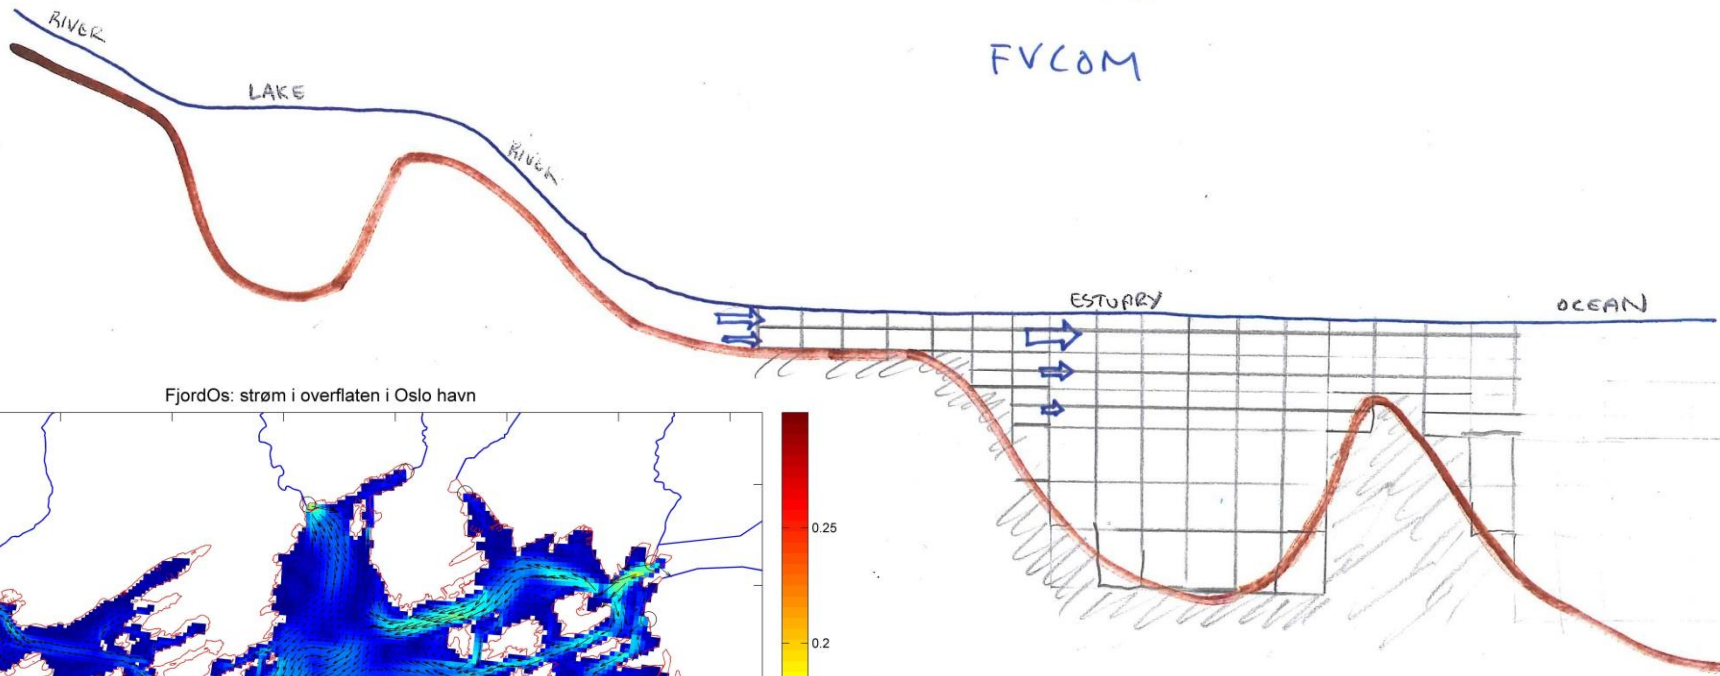 RIVER
FVCOM
LAKE
RIVER
ESTUARY
OCEAN
FjordOs: strøm i overflaten i Oslo havn
0.25
0.2